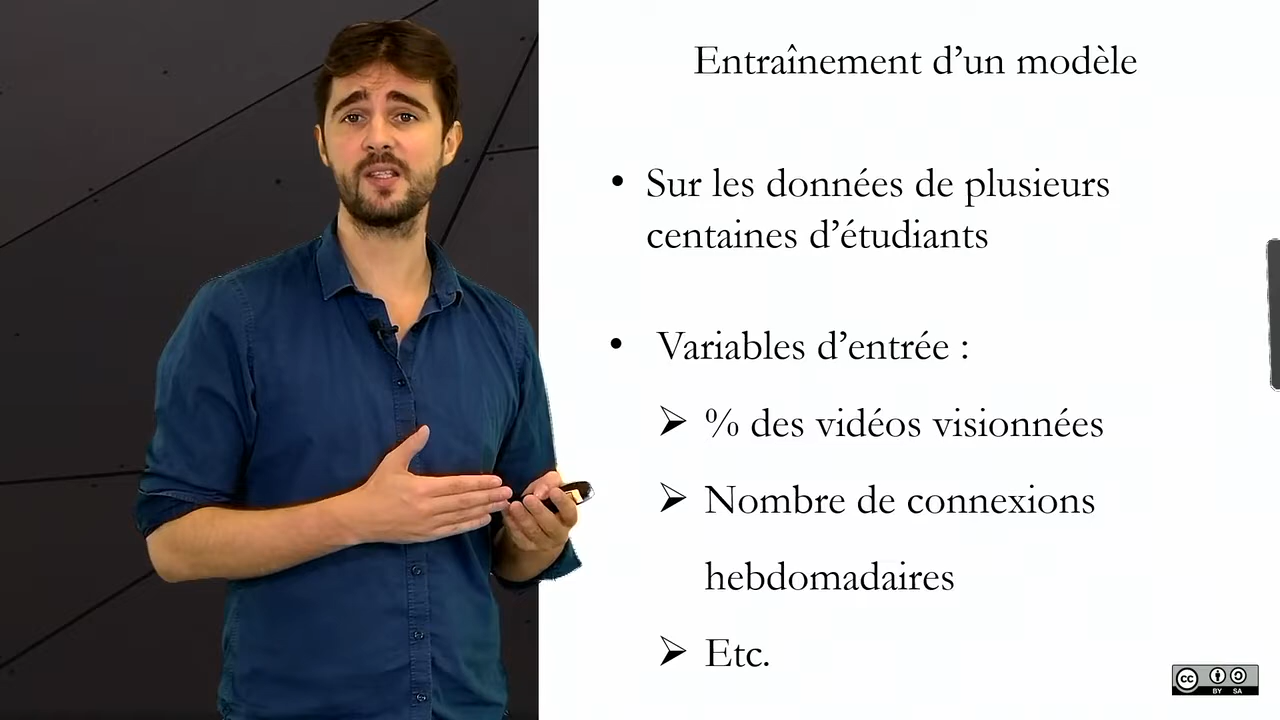 Entraînement d’un modèle
• Sur les données de plusieurs
centaines d’étudiants
• Variables d’entrée :
➢ % des vidéos visionnées
➢ Nombre de connexions
hebdomadaires
➢ Etc.
cc
BY SA